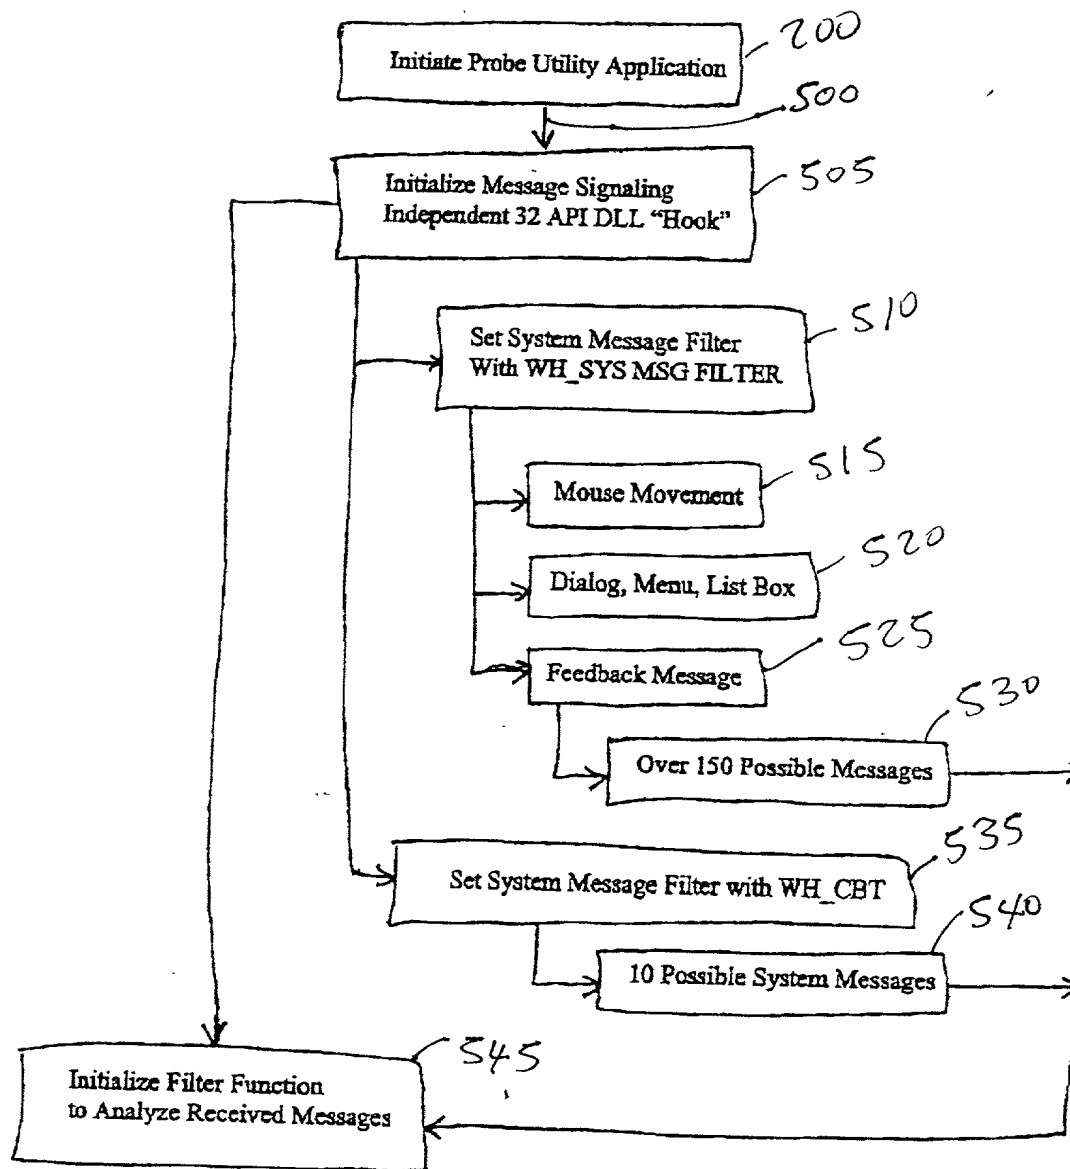 Initiate Probe Utility Application
200
500
Initialize Message Signaling
Independent 32 API DLL “Hook”
505
Set System Message Filter
With WH_SYS MSG FILTER
510
Mouse Movement
515
Dialog, Menu, List Box
520
Feedback Message
525
Over 150 Possible Messages
530
Set System Message Filter with WH_CBT
535
10 Possible System Messages
540
Initialize Filter Function
to Analyze Received Messages
545